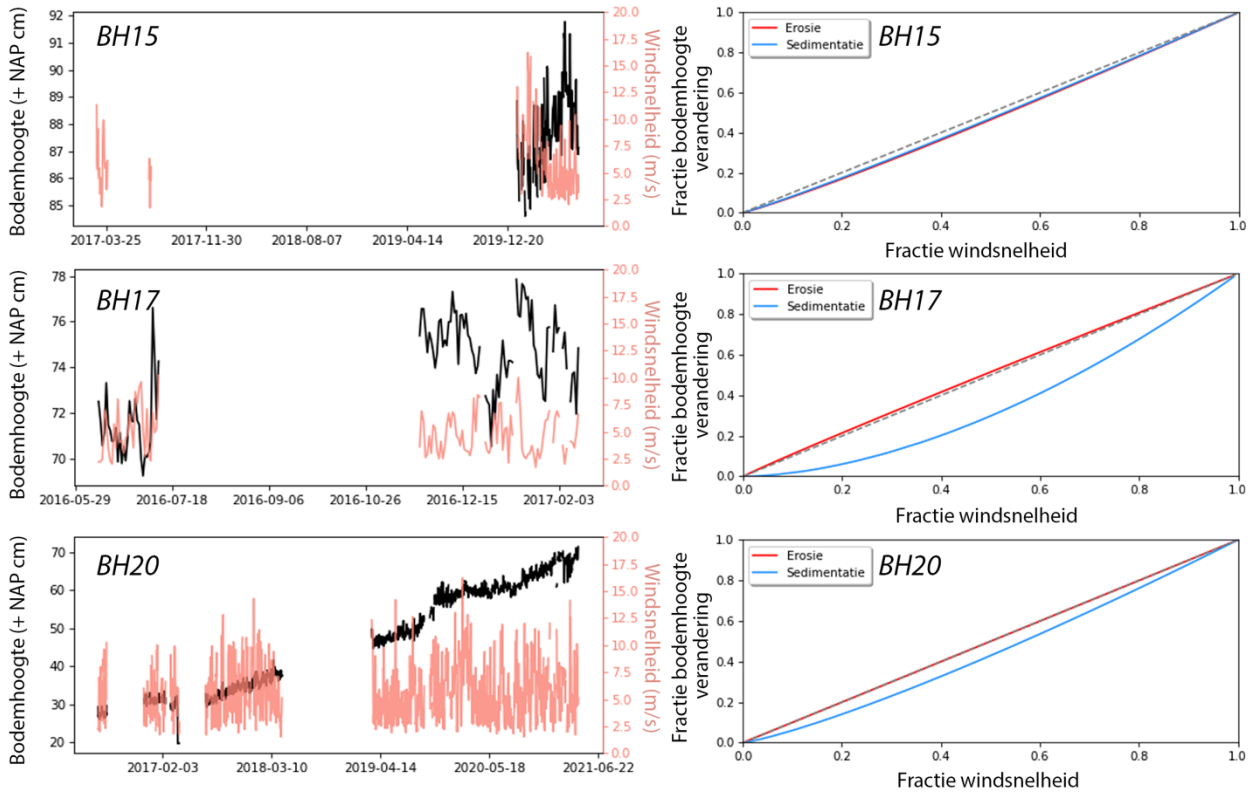 BH15
Bodemhoogte (+ NAP cm)
92
91
90
89
88
87
86
85
20.0
17.5
15.0
12.5
10.0
7.5
5.0
2.5
0.0
Windsnelheid (m/s)
2017-03-25 2017-11-30 2018-08-07 2019-04-14 2019-12-20
BH15
Erosie
Sedimentatie
Fractie bodemhoogte
verandering
1.0
0.8
0.6
0.4
0.2
0.0
0.0 0.2 0.4 0.6 0.8 1.0
Fractie windsnelheid
BH17
Bodemhoogte (+ NAP cm)
78
76
74
72
70
20.0
17.5
15.0
12.5
10.0
7.5
5.0
2.5
0.0
Windsnelheid (m/s)
2016-05-29 2016-07-18 2016-09-06 2016-10-26 2016-12-15 2017-02-03
BH17
Erosie
Sedimentatie
Fractie bodemhoogte
verandering
1.0
0.8
0.6
0.4
0.2
0.0
0.0 0.2 0.4 0.6 0.8 1.0
Fractie windsnelheid
BH20
Bodemhoogte (+ NAP cm)
70
60
50
40
30
20
20.0
17.5
15.0
12.5
10.0
7.5
5.0
2.5
0.0
Windsnelheid (m/s)
2017-02-03 2018-03-10 2019-04-14 2020-05-18 2021-06-22
BH20
Erosie
Sedimentatie
Fractie bodemhoogte
verandering
1.0
0.8
0.6
0.4
0.2
0.0
0.0 0.2 0.4 0.6 0.8 1.0
Fractie windsnelheid